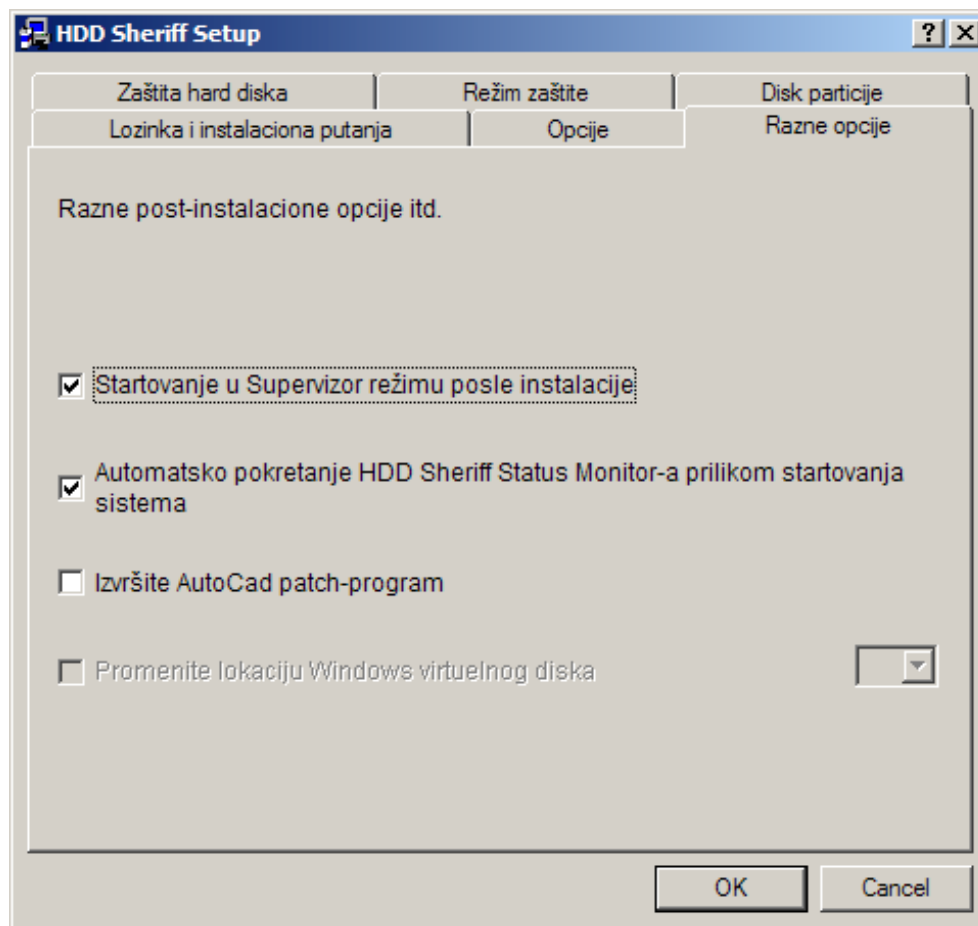 HDD Sheriff Setup
Zaštita hard diska
Režim zaštite
Disk particije
Lozinka i instalaciona putanja
Opcije
Razne opcije
Razne post-instalacione opcije itd.
Startovanje u Supervizor režimu posle instalacije
Automatsko pokretanje HDD Sheriff Status Monitor-a prilikom startovanja
sistema
Izvršite AutoCad patch-program
Promenite lokaciju Windows virtuelnog diska
OK
Cancel